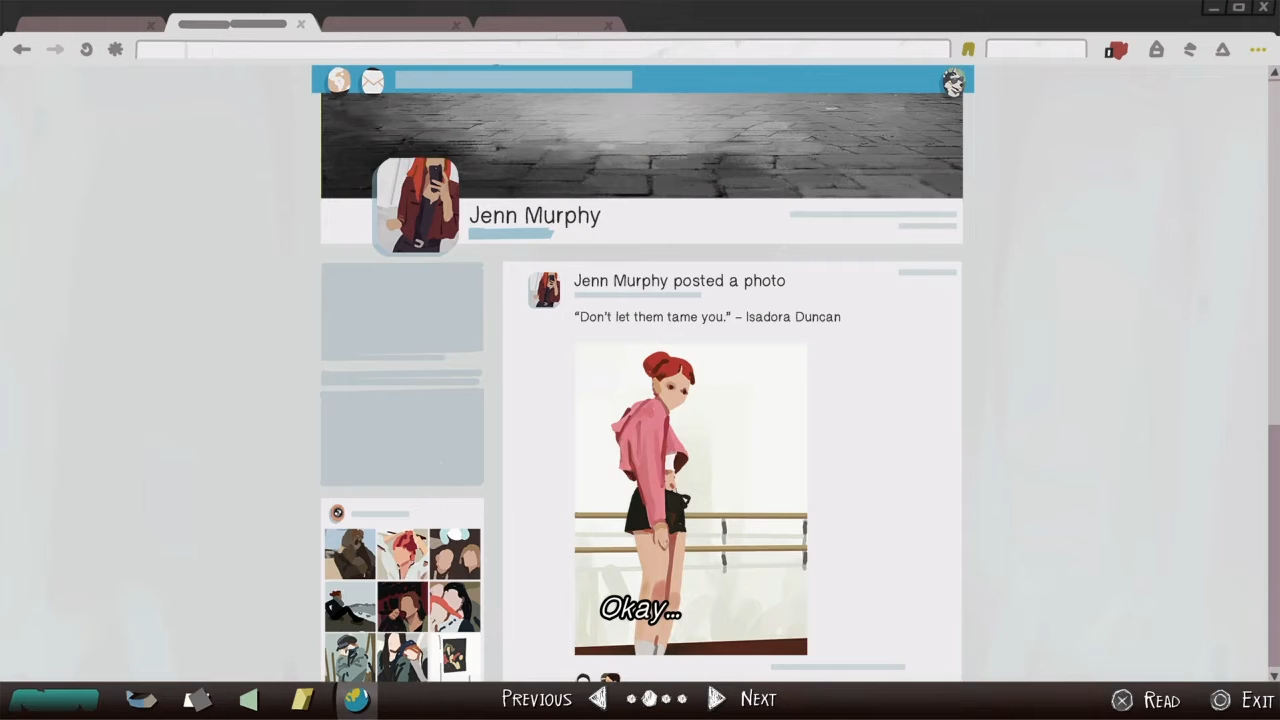 Jenn Murphy
Jenn Murphy posted a photo
“Don't let them tame you.” – Isadora Duncan
Okay...
Previous
Next
Read
Exit